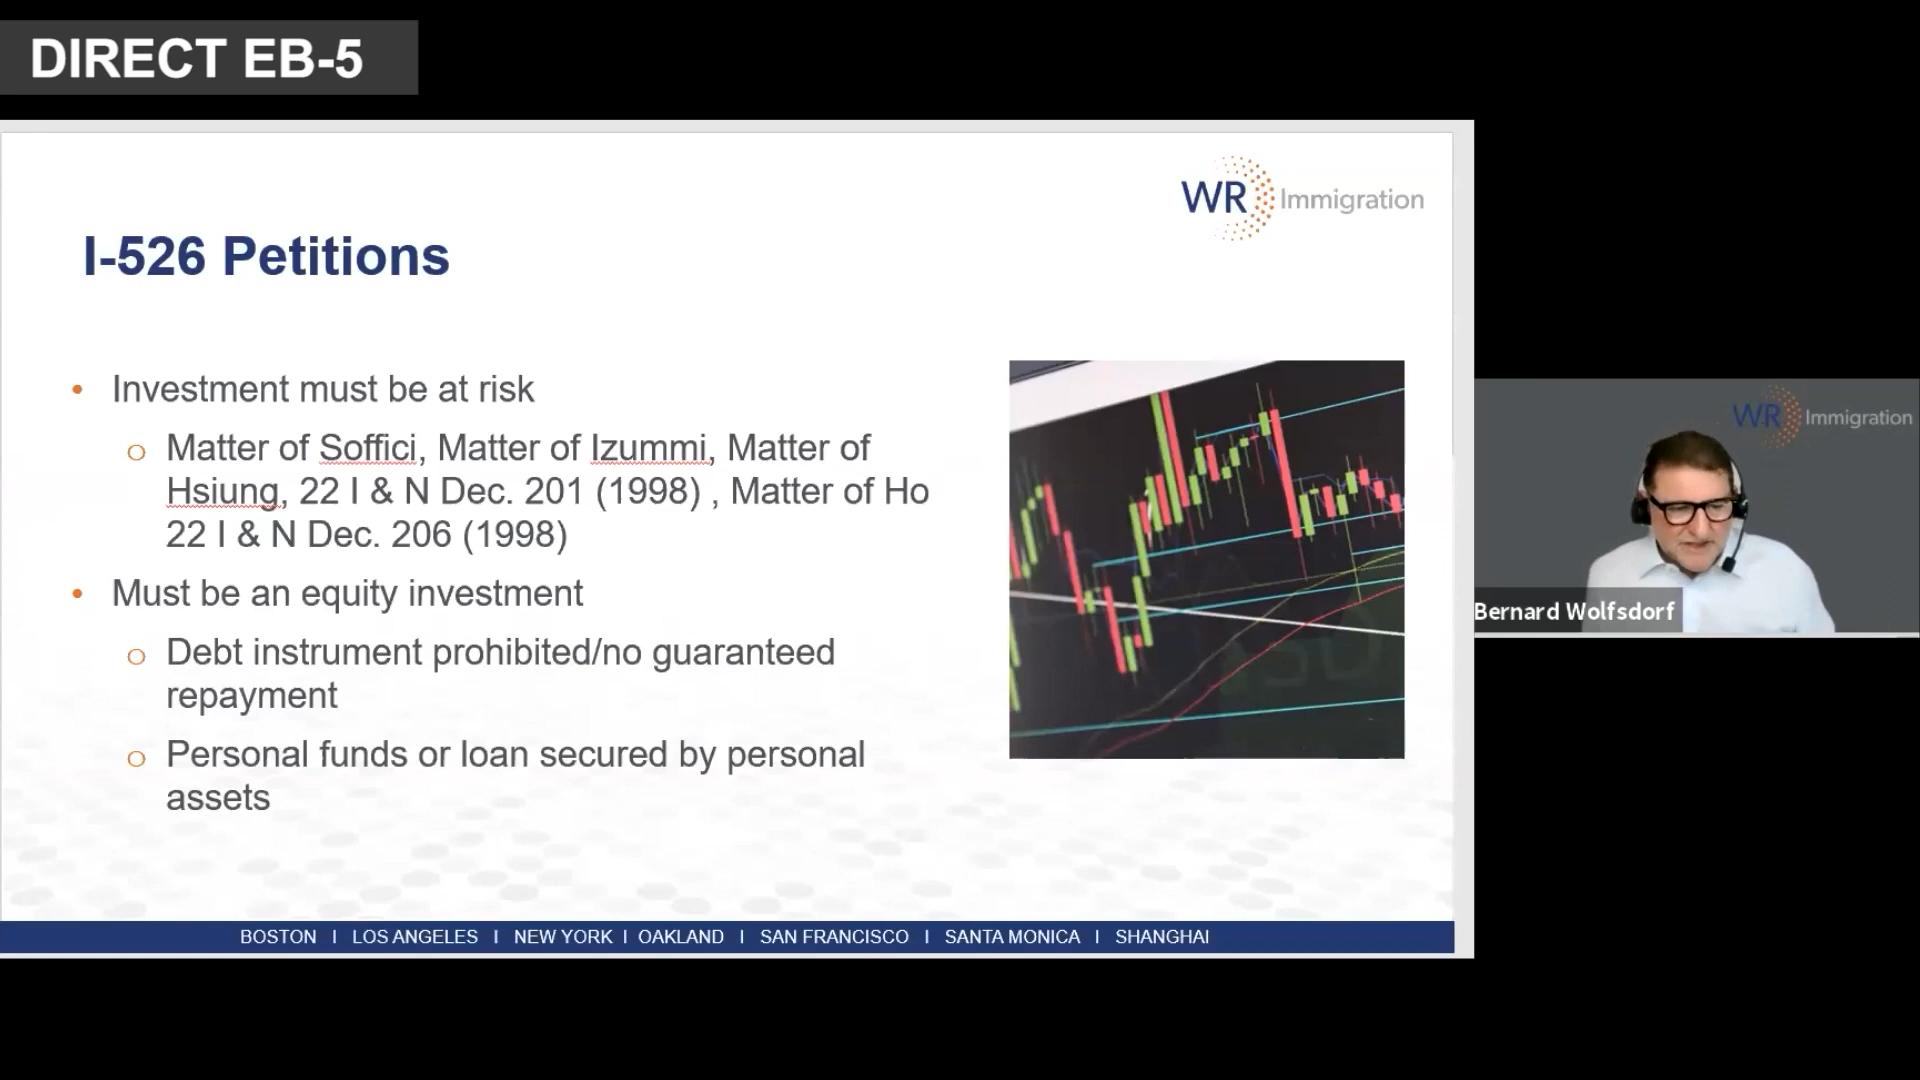 DIRECT EB-5
WR Immigration
I-526 Petitions
• Investment must be at risk
o Matter of Soffici, Matter of Izummi, Matter of
Hsiung, 22 I & N Dec. 201 (1998) , Matter of Ho
22 I & N Dec. 206 (1998)
• Must be an equity investment
o Debt instrument prohibited/no guaranteed
repayment
o Personal funds or loan secured by personal
assets
WR Immigration
Bernard Wolfsdorf
BOSTON I LOS ANGELES I NEW YORK I OAKLAND I SAN FRANCISCO I SANTA MONICA I SHANGHAI